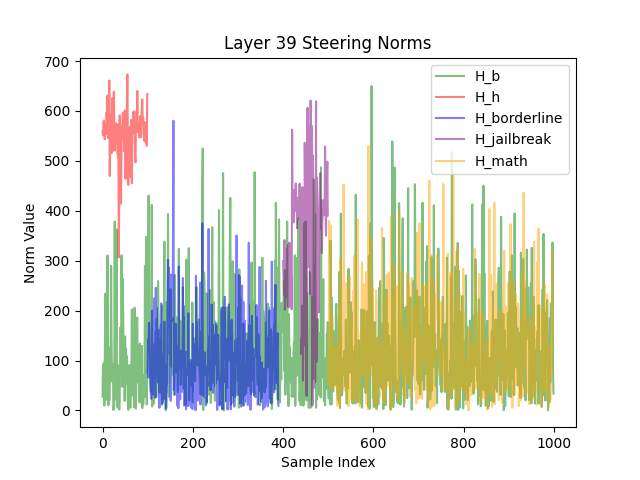 Layer 39 Steering Norms
700
600
500
400
300
200
100
0
Norm Value
H_b
H_h
H_borderline
H_jailbreak
H_math
0 200 400 600 800 1000
Sample Index